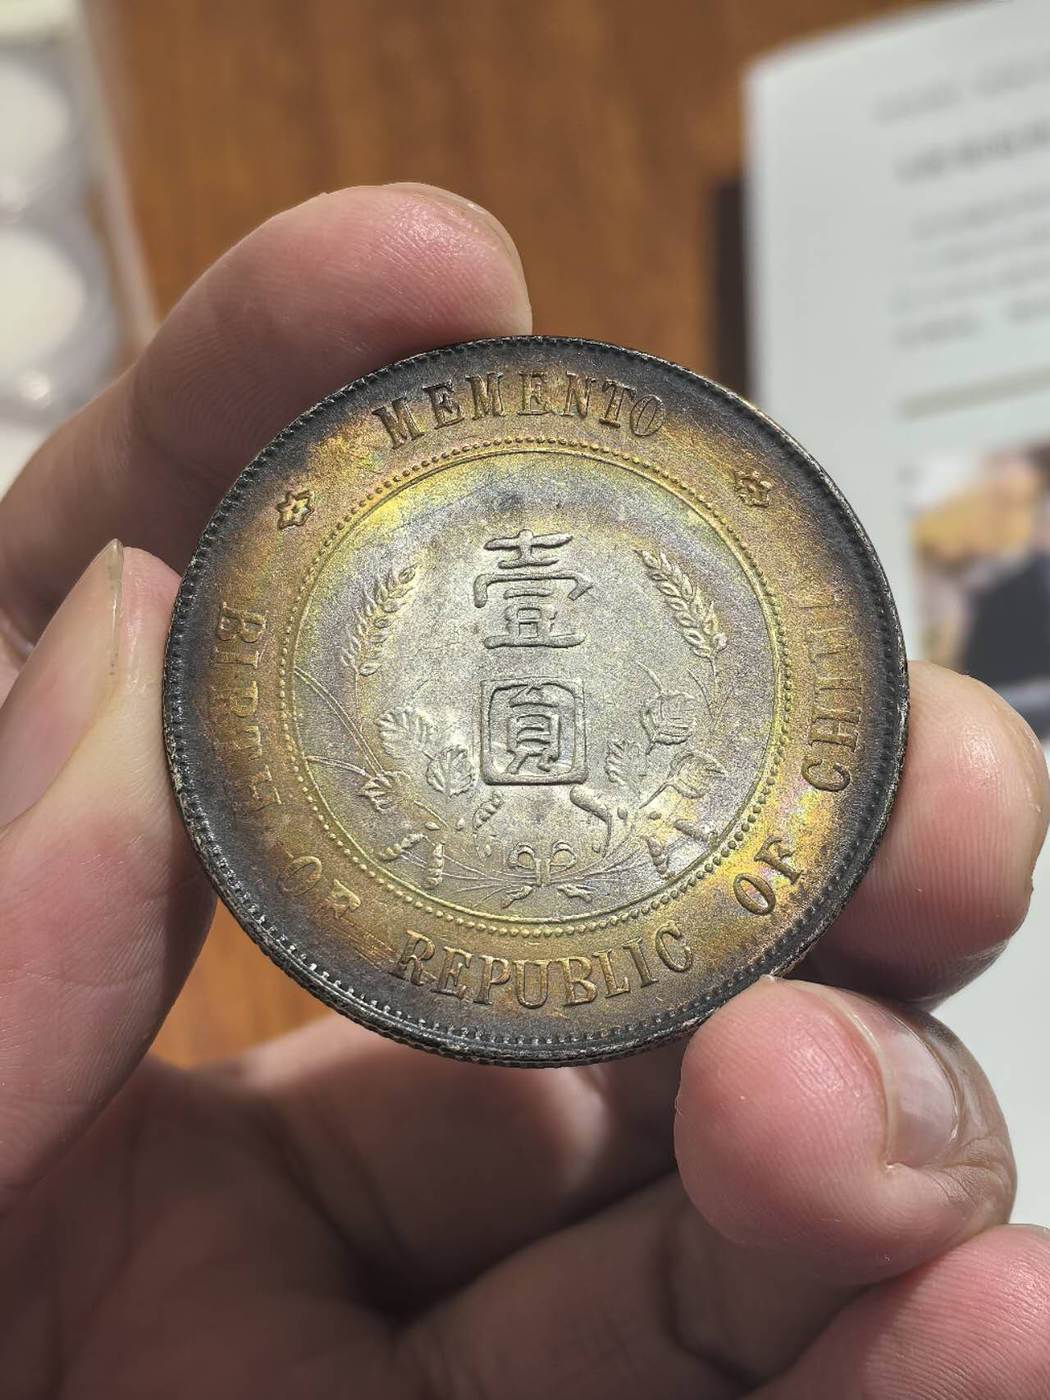 MEMENTO
壹
圓
BIRTH OF REPUBLIC OF CHINA